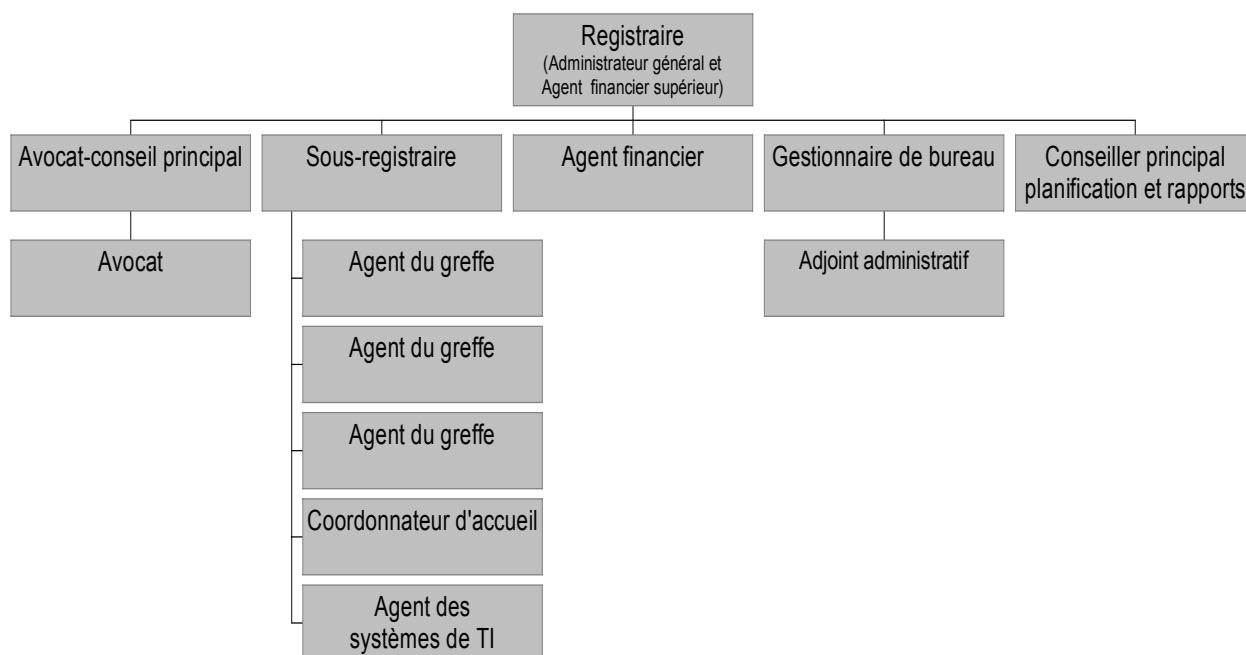 Registraire
(Administrateur général et
Agent financier supérieur)
Avocat-conseil principal
Sous-registraire
Agent financier
Gestionnaire de bureau
Conseiller principal
planification et rapports
Avocat
Agent du greffe
Adjoint administratif
Agent du greffe
Agent du greffe
Coordonnateur d'accueil
Agent des
systèmes de TI